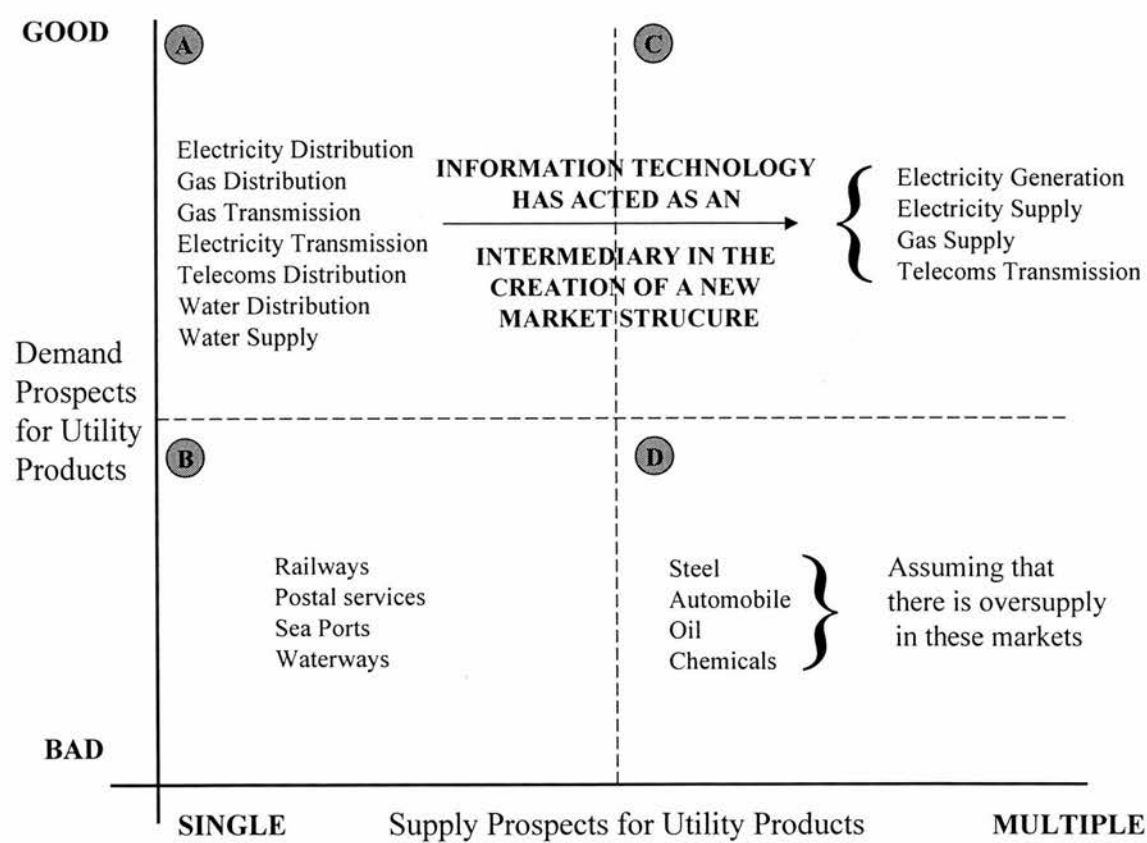 GOOD
A
C
Electricity Distribution
Gas Distribution
Gas Transmission
Electricity Transmission
Telecoms Distribution
Water Distribution
Water Supply
INFORMATION TECHNOLOGY
HAS ACTED AS AN
INTERMEDIARY IN THE
CREATION OF A NEW
MARKET STRUCURE
Electricity Generation
Electricity Supply
Gas Supply
Telecoms Transmission
Demand
Prospects
for Utility
Products
B
D
Railways
Postal services
Sea Ports
Waterways
Steel
Automobile
Oil
Chemicals
Assuming that
there is oversupply
in these markets
BAD
SINGLE
Supply Prospects for Utility Products
MULTIPLE